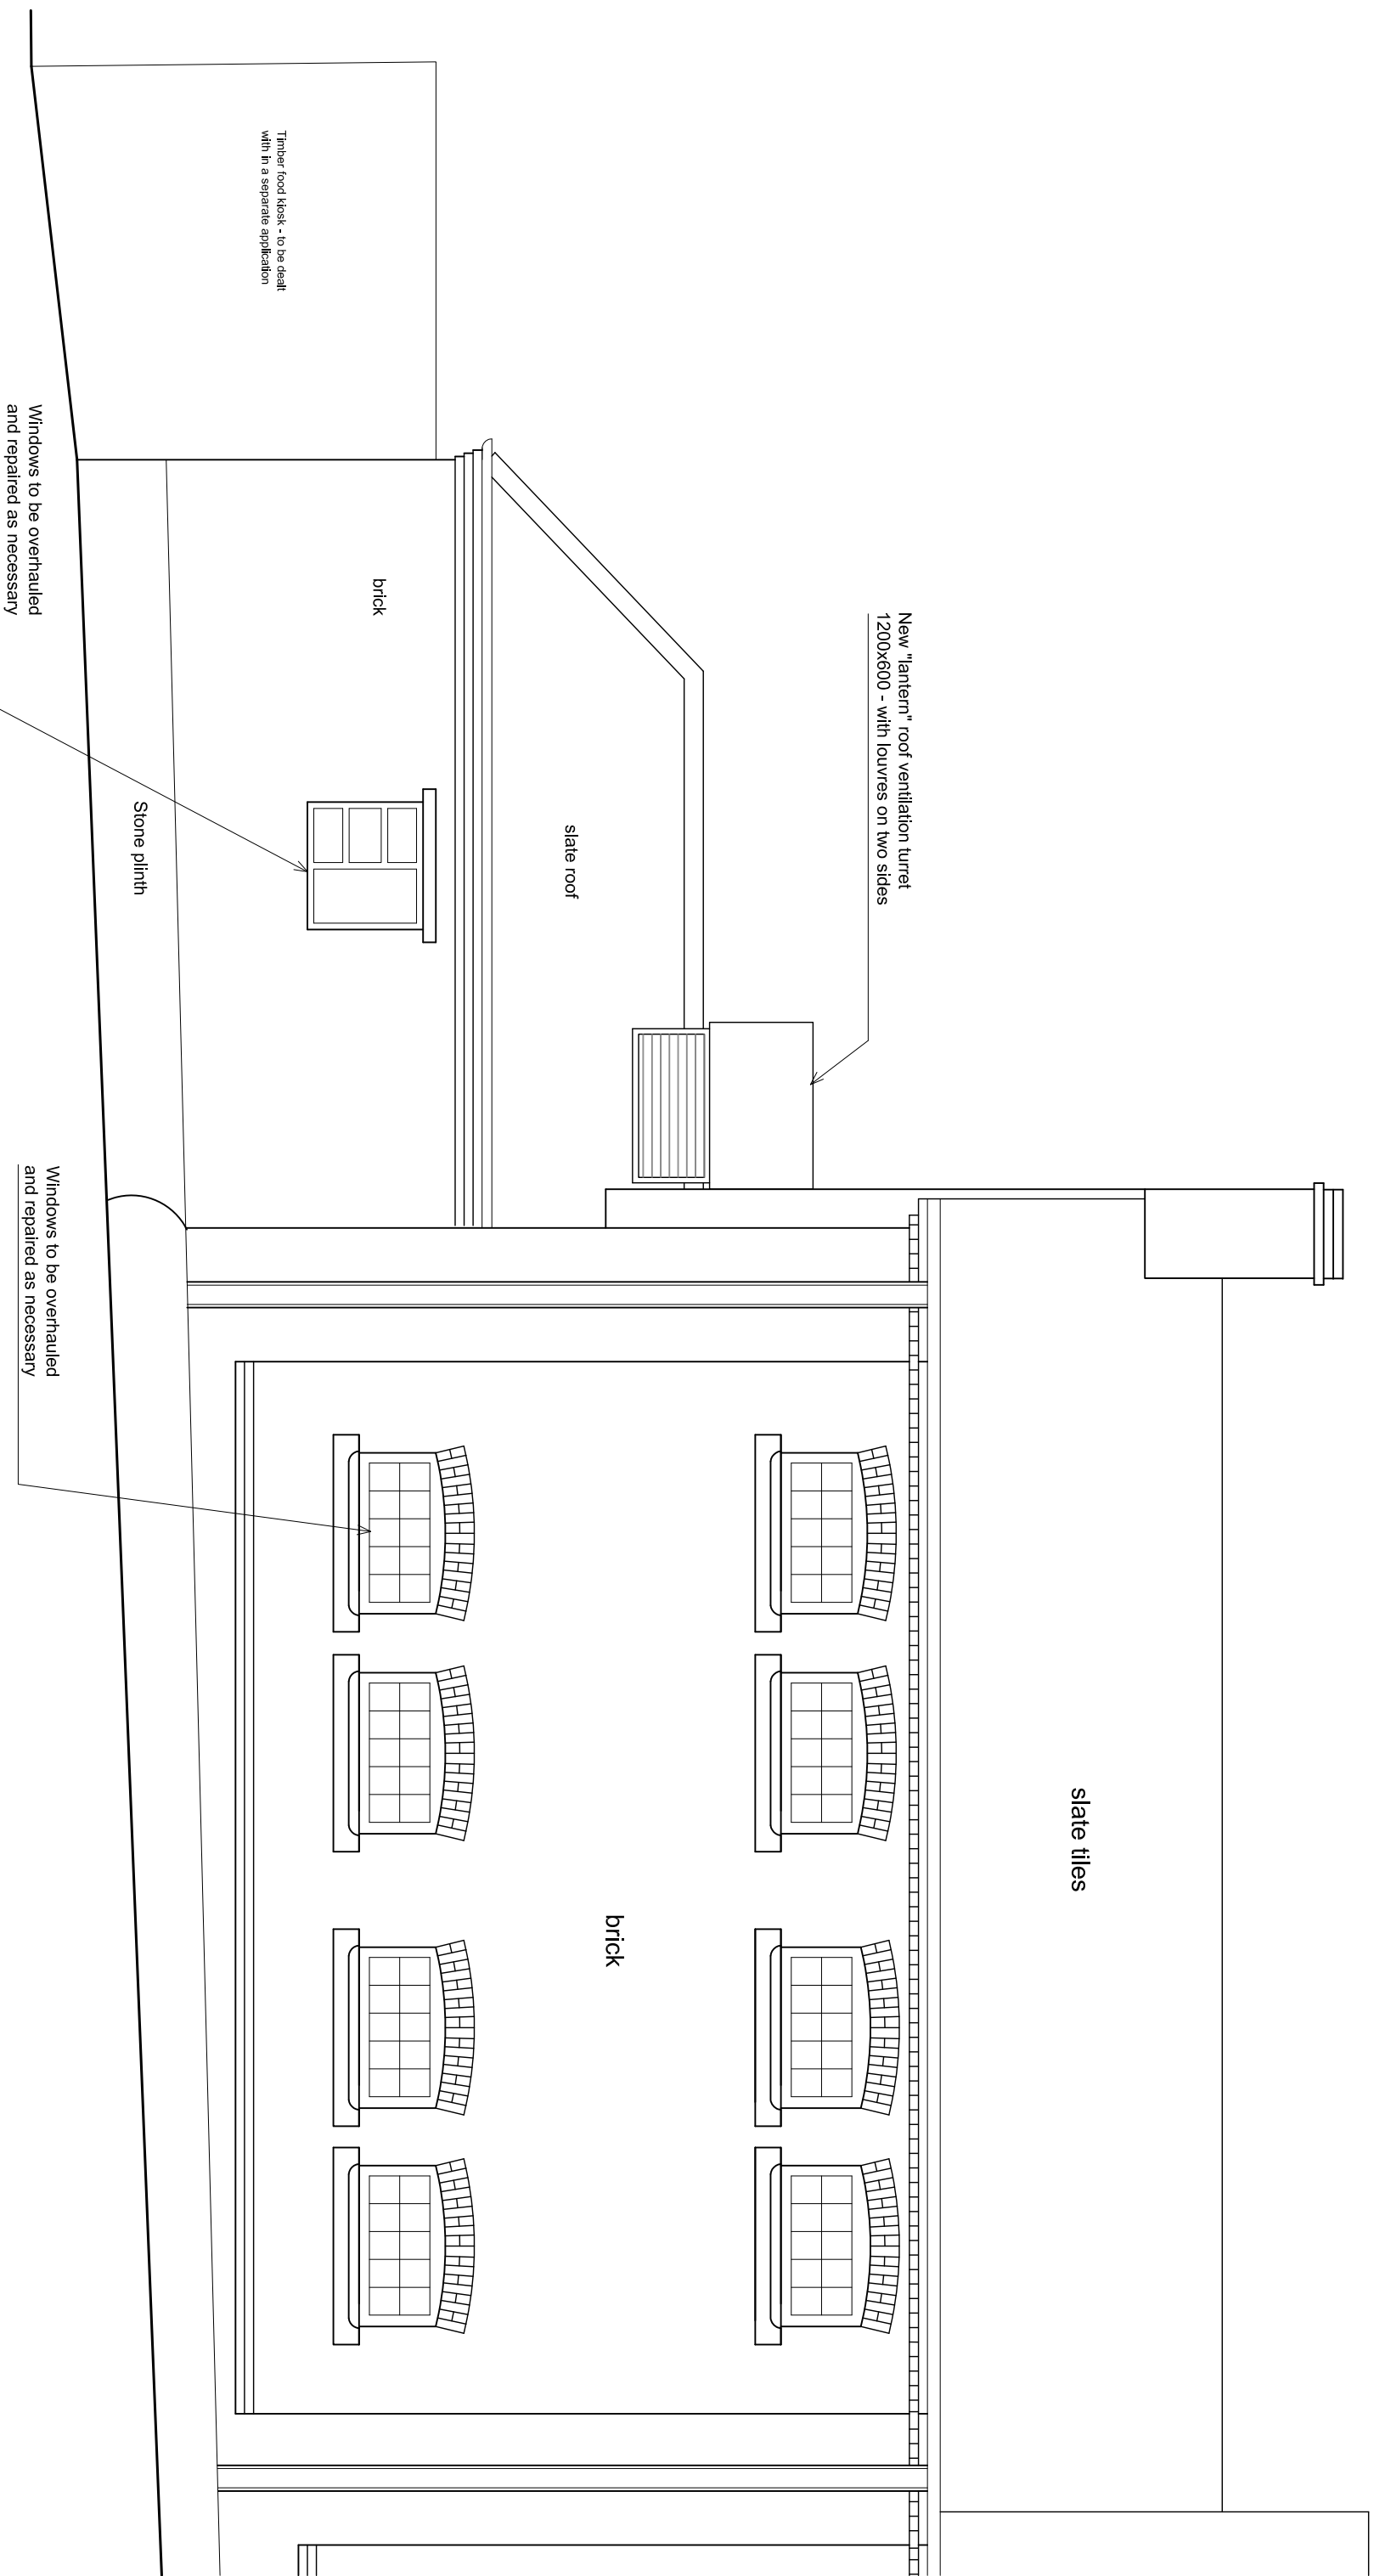 Timber food kiosk - to be dealt
with in a separate application
Windows to be overhauled
and repaired as necessary
brick
Stone plinth
slate roof
New "lantern" roof ventilation turret
1200x600 - with louvres on two sides
Windows to be overhauled
and repaired as necessary
slate tiles
brick